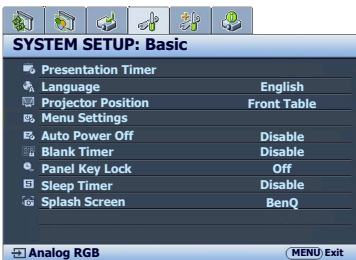 SYSTEM SETUP: Basic
Presentation Timer
Language English
Projector Position Front Table
Menu Settings
Auto Power Off Disable
Blank Timer Disable
Panel Key Lock Off
Sleep Timer Disable
Splash Screen BenQ
Analog RGB MENU Exit